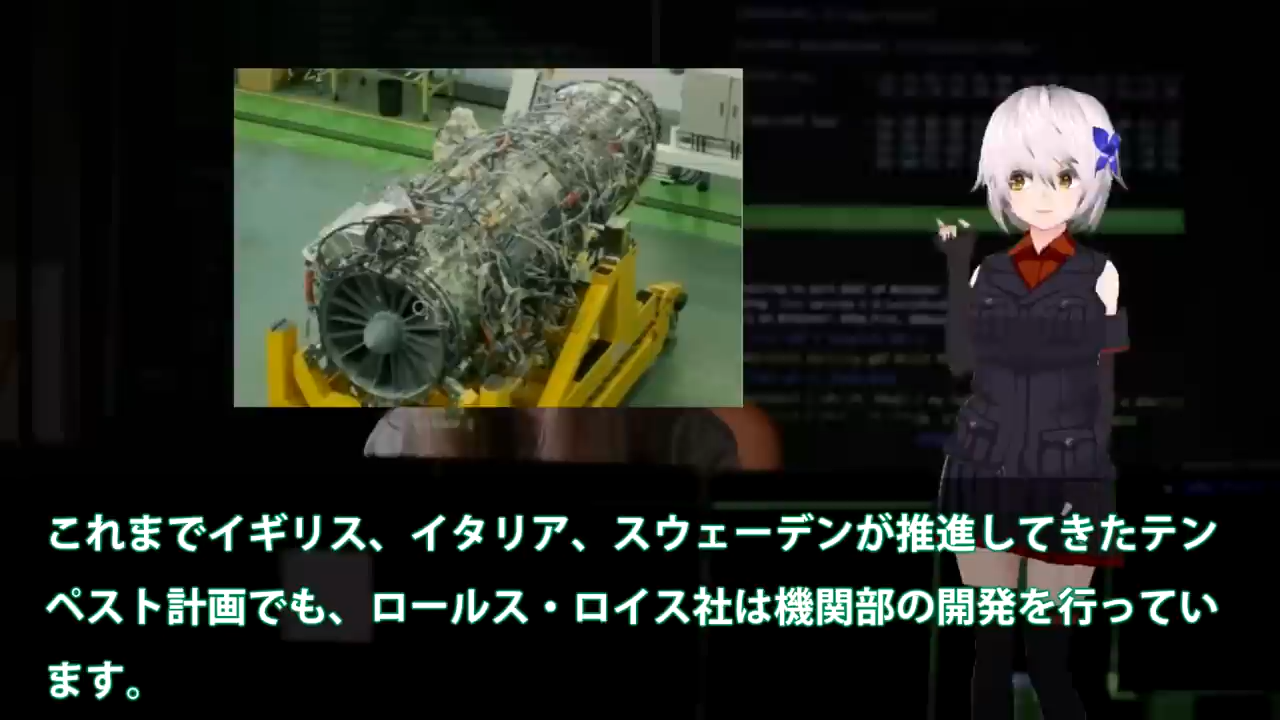 これまでイギリス、イタリア、スウェーデンが推進してきたテン
ペスト計画でも、ロールス・ロイス社は機関部の開発を行ってい
ます。